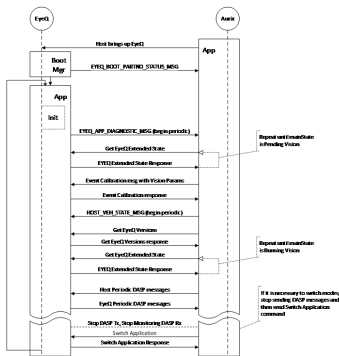 EyeQ
Aurix
Host brings up EyeQ
App
Boot
Mgr
EYEQ_BOOT_PARTNO_STATUS_MSG
App
Init
EYEQ_APP_DIAGNOSTIC_MSG (begin periodic)
Get EyeQ Extended State
EYEQ Extended State Response
Repeat until mainState
is Pending Vision
Event Calibration msg with Vision Params
Event Calibration response
HOST_VEH_STATE_MSG (begin periodic)
Get EyeQ Versions
Get EyeQ Versions response
Get EyeQ Extended State
EYEQ Extended State Response
Repeat until mainState
is Running Vision
Host Periodic DASP messages
EyeQ Periodic DASP messages
If it is necessary to switch modes,
stop sending DASP messages and
then send Switch Application
command
Stop DASP Tx, Stop Monitoring DASP Rx
Switch Application
Switch Application Response